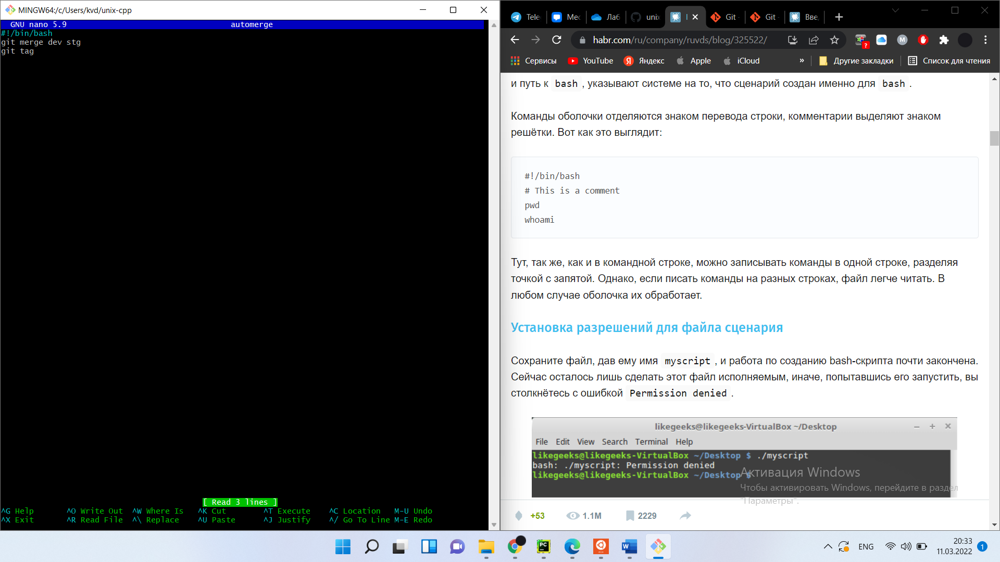 MINGW64:/c/Users/kvd/unix-cpp
GNU nano 5.9 automerge
#!/bin/bash
git merge dev stg
git tag
[ Read 3 lines ]
^G Help ^O Write Out ^W Where Is ^K Cut ^T Execute ^C Location M-U Undo
^X Exit ^R Read File ^\ Replace ^U Paste ^J Justify ^/ Go To Line M-E Redo
Tele Мес Лаб unix Git Git Вве
habr.com/ru/company/ruvds/blog/325522/
Сервисы YouTube Яндекс Apple iCloud » Другие закладки Список для чтения
и путь к bash, указывают системе на то, что сценарий создан именно для bash.
Команды оболочки отделяются знаком перевода строки, комментарии выделяют знаком
решётки. Вот как это выглядит:
#!/bin/bash
# This is a comment
pwd
whoami
Тут, так же, как и в командной строке, можно записывать команды в одной строке, разделяя
точкой с запятой. Однако, если писать команды на разных строках, файл легче читать. В
любом случае оболочка их обработает.
Установка разрешений для файла сценария
Сохраните файл, дав ему имя myscript, и работа по созданию bash-скрипта почти закончена.
Сейчас осталось лишь сделать этот файл исполняемым, иначе, попытавшись его запустить, вы
столкнётесь с ошибкой Permission denied.
likegeeks@likegeeks-VirtualBox ~/Desktop
File Edit View Search Terminal Help
likegeeks@likegeeks-VirtualBox ~/Desktop $ ./myscript
bash: ./myscript: Permission denied
likegeeks@likegeeks-VirtualBox ~/Desktop $
Активация Windows
Чтобы активировать Windows, перейдите в раздел
"Параметры".
+53 1.1M 2229
ENG 20:33
11.03.2022 1